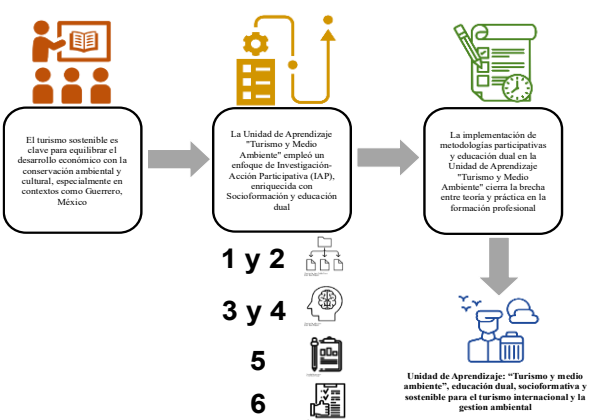 El turismo sostenible es
clave para equilibrar el
desarrollo económico con la
conservación ambiental y
cultural, especialmente en
contextos como Guerrero,
México
La Unidad de Aprendizaje
"Turismo y Medio
Ambiente" empleó un
enfoque de Investigación-
Acción Participativa (IAP),
enriquecida con
Socioformación y educación
dual
La implementación de
metodologías participativas
y educación dual en la
Unidad de Aprendizaje
"Turismo y Medio
Ambiente" cierra la brecha
entre teoría y práctica en la
formación profesional
1 y 2
3 y 4
5
6
Unidad de Aprendizaje: “Turismo y medio
ambiente”, educación dual, socioformativa y
sostenible para el turismo internacional y la
gestion ambiental